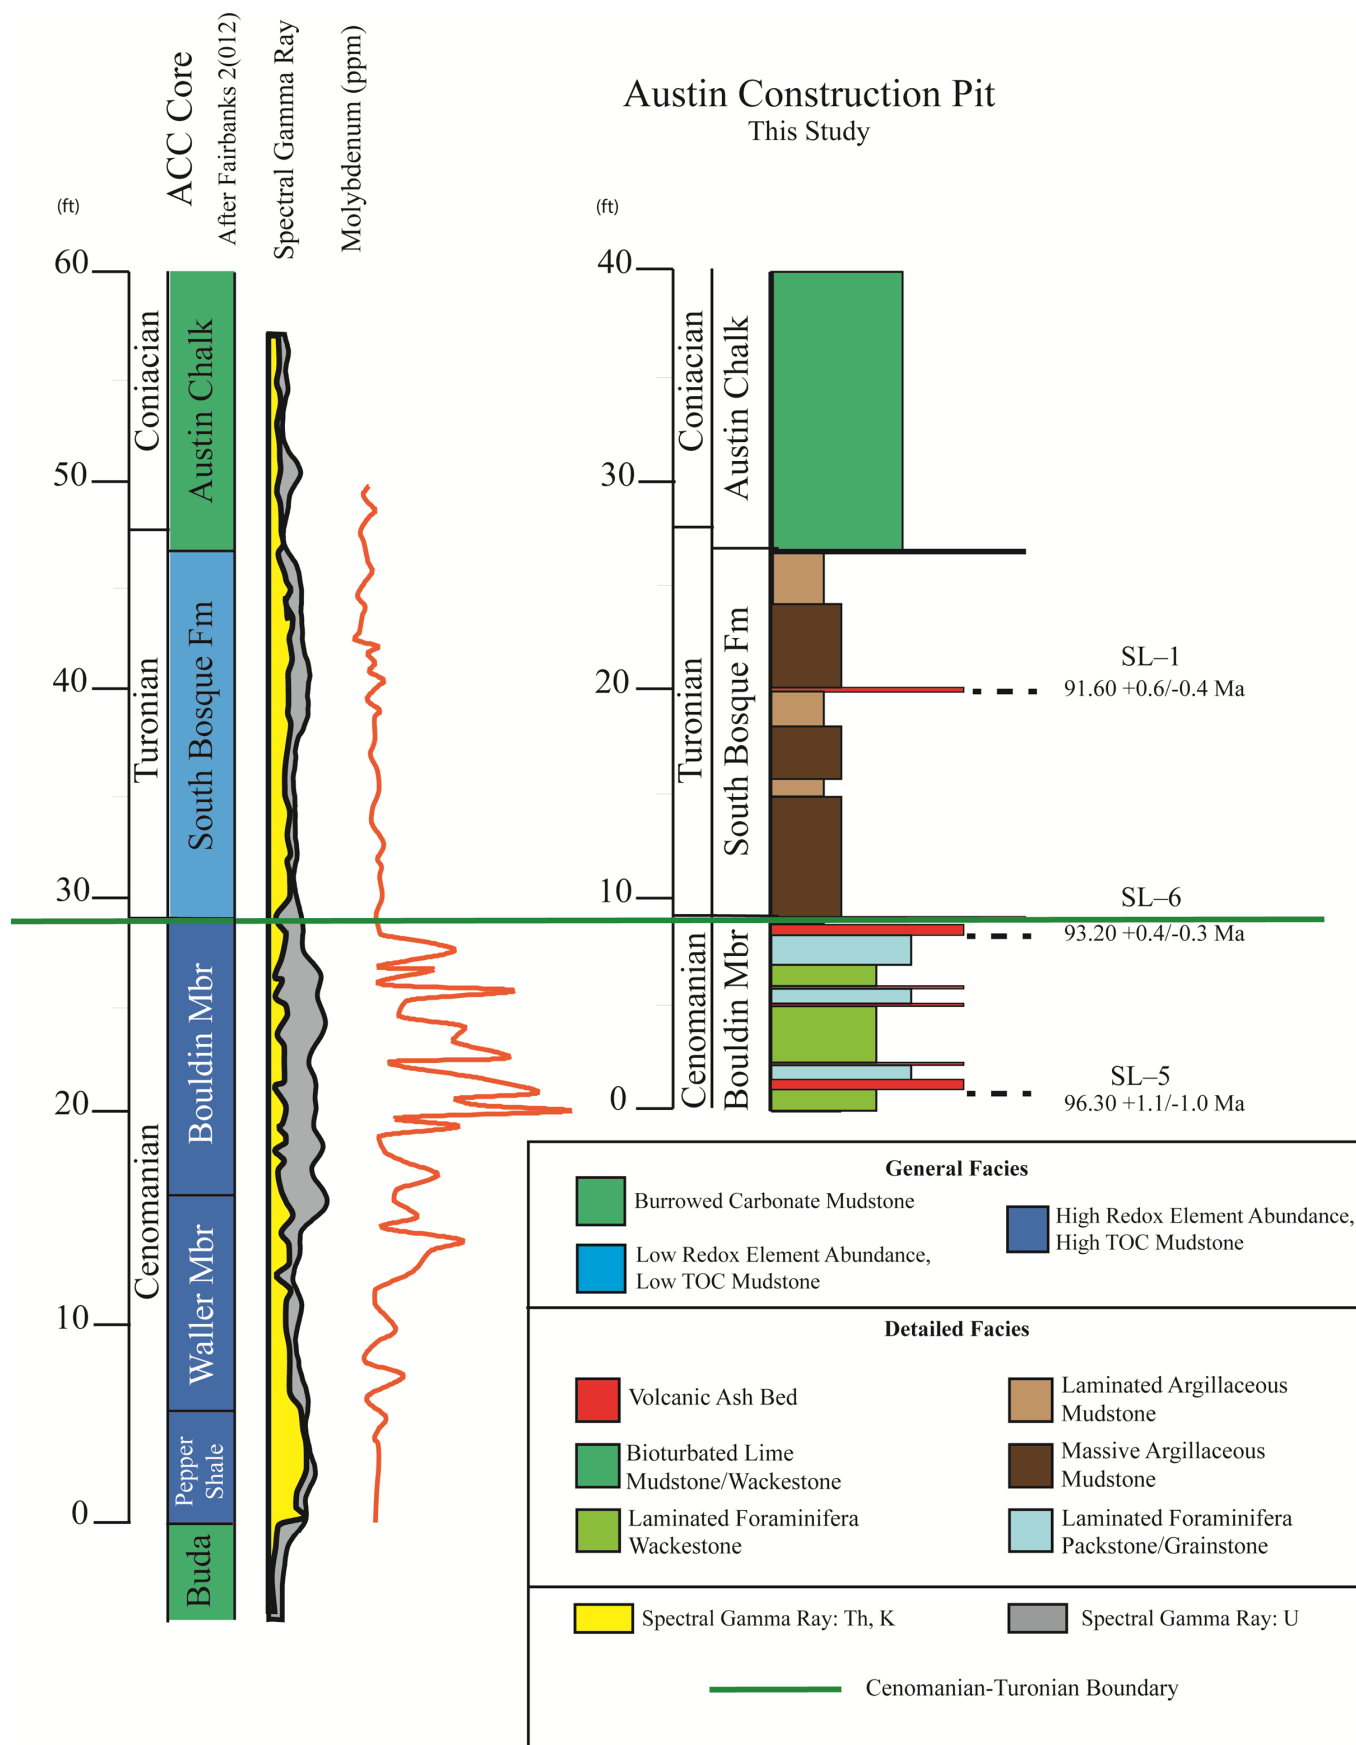 ACC Core
After Fairbanks 2(012)
Spectral Gamma Ray
Molybdenum (ppm)
Austin Construction Pit
This Study
(ft)
60
50
40
30
20
10
0
Coniacian
Turonian
Cenomanian
Austin Chalk
South Bosque Fm
Bouldin Mbr
Waller Mbr
Pepper
Shale
Buda
(ft)
40
30
20
10
0
Coniacian
Turonian
Cenomanian
Austin Chalk
South Bosque Fm
Bouldin Mbr
SL–1
91.60 +0.6/-0.4 Ma
SL–6
93.20 +0.4/-0.3 Ma
SL–5
96.30 +1.1/-1.0 Ma
General Facies
Burrowed Carbonate Mudstone
Low Redox Element Abundance,
Low TOC Mudstone
High Redox Element Abundance,
High TOC Mudstone
Detailed Facies
Volcanic Ash Bed
Bioturbated Lime
Mudstone/Wackestone
Laminated Foraminifera
Wackestone
Laminated Argillaceous
Mudstone
Massive Argillaceous
Mudstone
Laminated Foraminifera
Packstone/Grainstone
Spectral Gamma Ray: Th, K
Spectral Gamma Ray: U
Cenomanian-Turonian Boundary